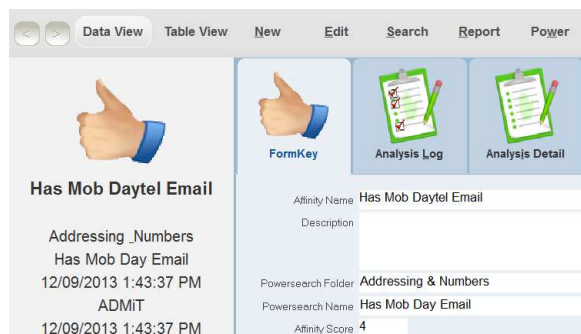 < > Data View Table View New Edit Search Report Power
FormKey Analysis Log Analysis Detail
Has Mob Daytel Email
Addressing _Numbers
Has Mob Day Email
12/09/2013 1:43:37 PM
ADMiT
12/09/2013 1:43:37 PM
Affinity Name Has Mob Daytel Email
Description
Powersearch Folder Addressing & Numbers
Powersearch Name Has Mob Day Email
Affinity Score 4